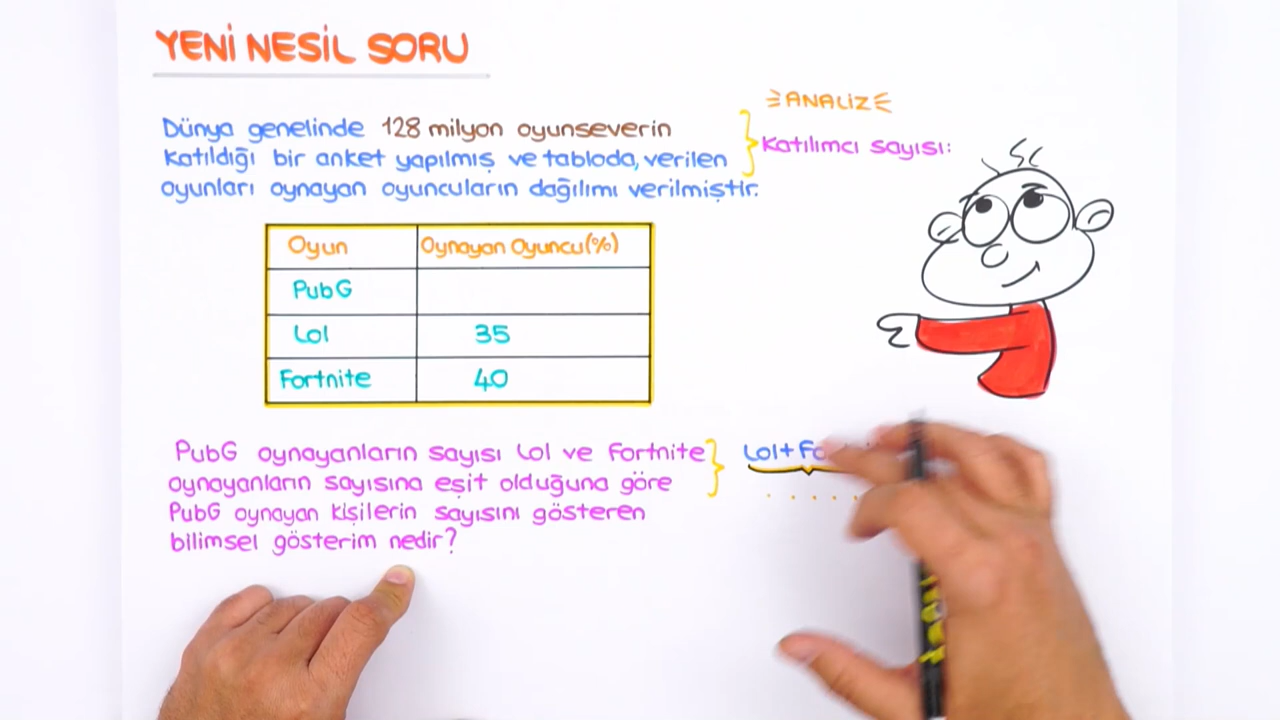 YENİ NESİL SORU
Dünya genelinde 128 milyon oyunseverin
katıldığı bir anket yapılmış ve tabloda, verilen
oyunları oynayan oyuncuların dağılımı verilmiştir.
ANALİZ
Katılımcı sayısı:
Oyun Oynayan Oyuncu(%)
PubG
Lol 35
Fortnite 40
PubG oynayanların sayısı Lol ve Fortnite
oynayanların sayısına eşit olduğuna göre
PubG oynayan kişilerin sayısını gösteren
bilimsel gösterim nedir?
Lol+